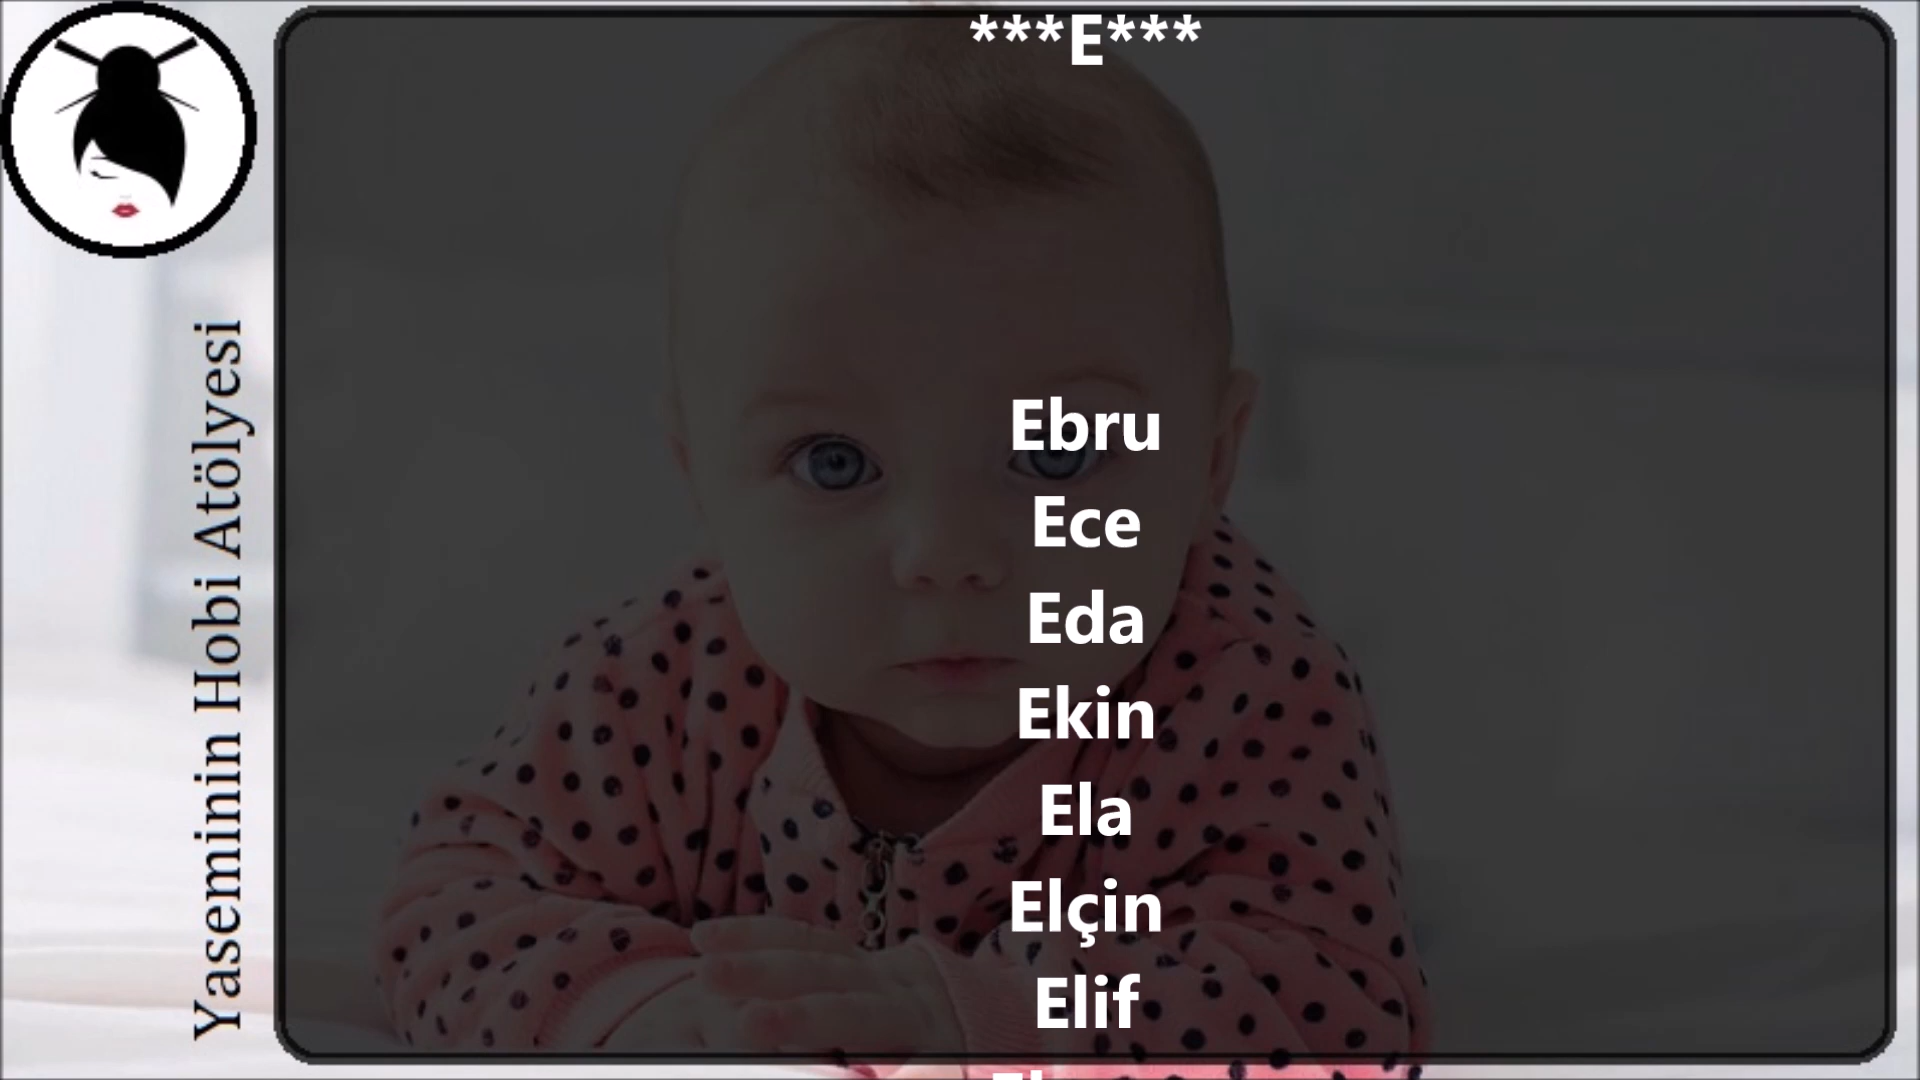 ***E***
Ebru
Ece
Eda
Ekin
Ela
Elçin
Elif
Yaseminin Hobi Atölyesi